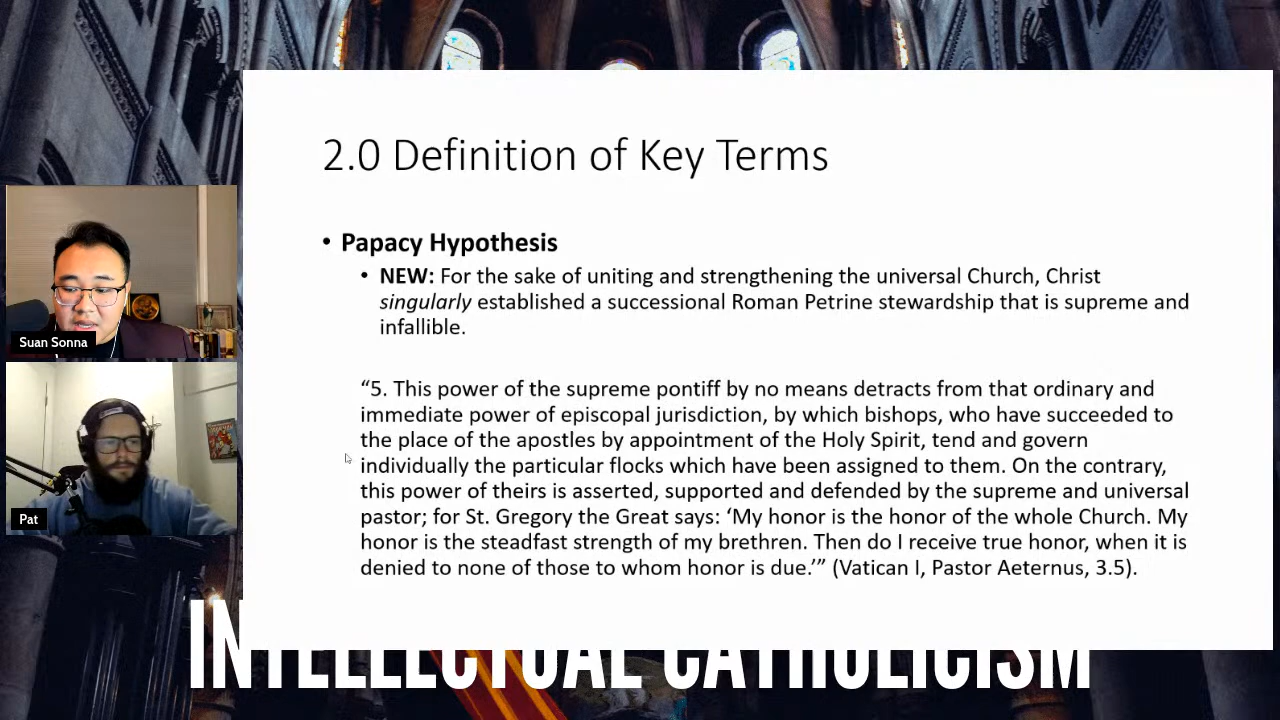 2.0 Definition of Key Terms
• Papacy Hypothesis
• NEW: For the sake of uniting and strengthening the universal Church, Christ
singularly established a successional Roman Petrine stewardship that is supreme and
infallible.
“5. This power of the supreme pontiff by no means detracts from that ordinary and
immediate power of episcopal jurisdiction, by which bishops, who have succeeded to
the place of the apostles by appointment of the Holy Spirit, tend and govern
individually the particular flocks which have been assigned to them. On the contrary,
this power of theirs is asserted, supported and defended by the supreme and universal
pastor; for St. Gregory the Great says: ‘My honor is the honor of the whole Church. My
honor is the steadfast strength of my brethren. Then do I receive true honor, when it is
denied to none of those to whom honor is due.’” (Vatican I, Pastor Aeternus, 3.5).
Suan Sonna
Pat
INTELLECTUAL CATHOLICISM